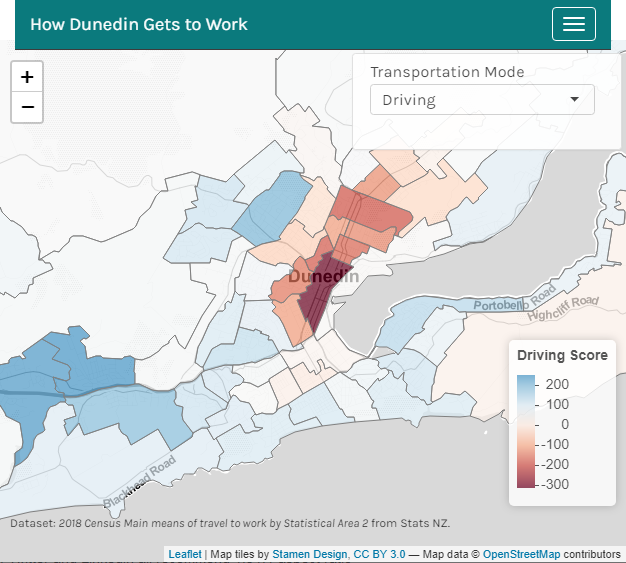 How Dunedin Gets to Work
+
−
Transportation Mode
Driving
Dunedin
Portobello Road
Highcliff Road
Driving Score
200
100
0
-100
-200
-300
Blackhead Road
Dataset: 2018 Census Main means of travel to work by Statistical Area 2 from Stats NZ.
Leaflet | Map tiles by Stamen Design, CC BY 3.0 — Map data © OpenStreetMap contributors